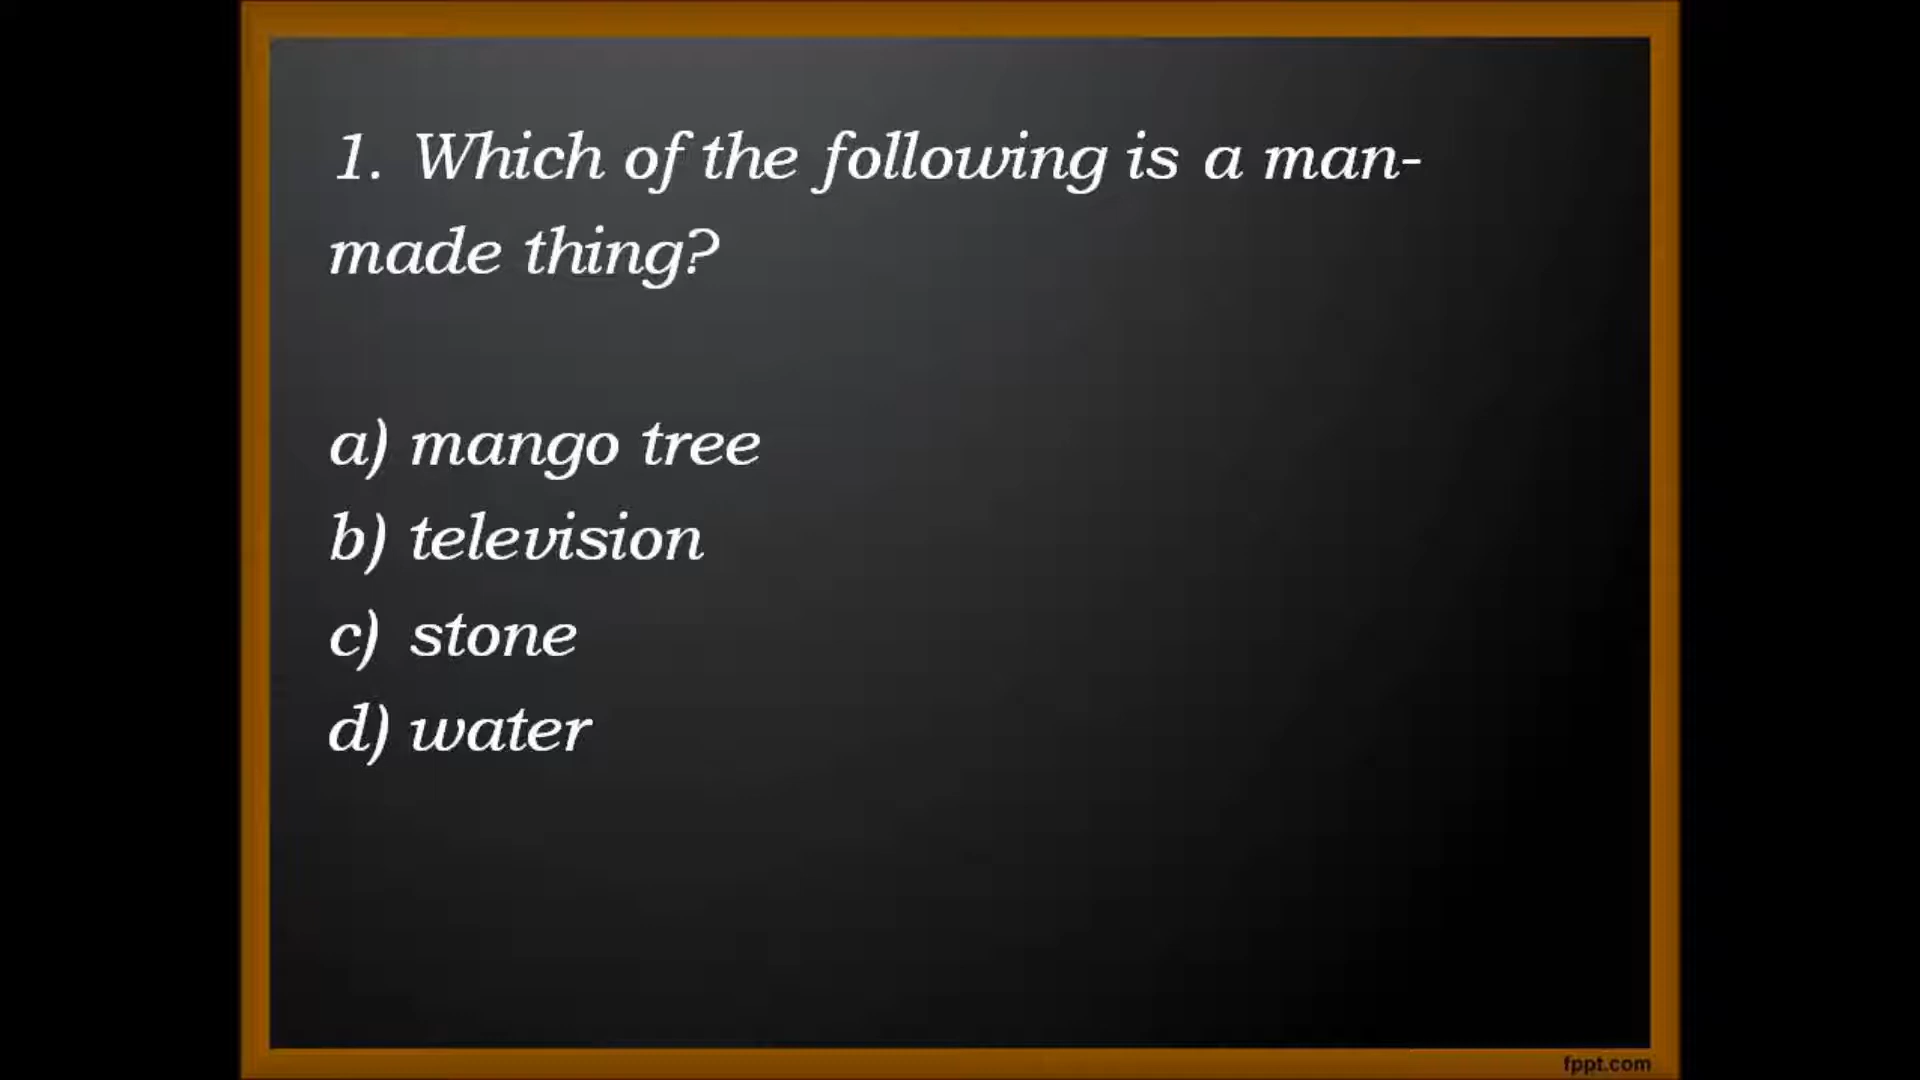 1. Which of the following is a man-
made thing?
a) mango tree
b) television
c) stone
d) water
fppt.com